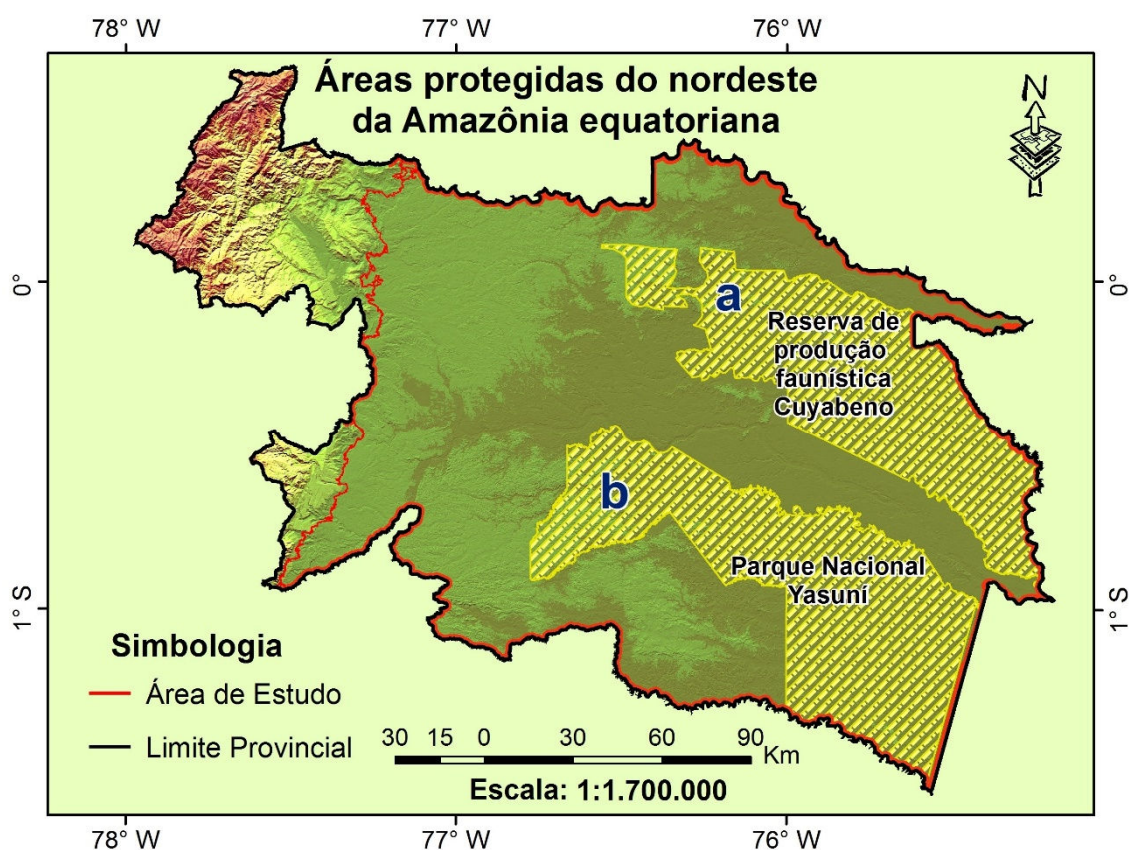 78° W 77° W 76° W
Áreas protegidas do nordeste
da Amazônia equatoriana
N
0° 0°
a
Reserva de
produção
faunística
Cuyabeno
b
Parque Nacional
Yasuní
1° S 1° S
Simbologia
Área de Estudo
Limite Provincial
30 15 0 30 60 90 Km
Escala: 1:1.700.000
78° W 77° W 76° W